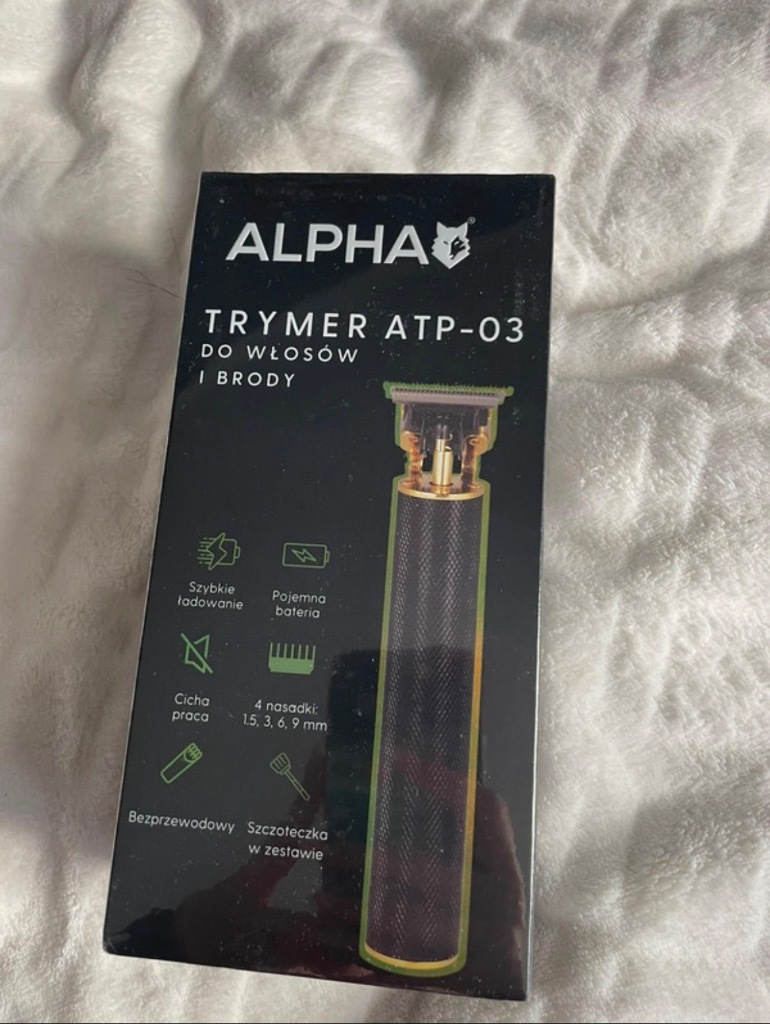 ALPHA
TRYMER ATP-03
DO WŁOSÓW
I BRODY
Szybkie
ładowanie
Pojemna
bateria
Cicha
praca
4 nasadki:
1.5, 3, 6, 9 mm
Bezprzewodowy
Szczoteczka
w zestawie